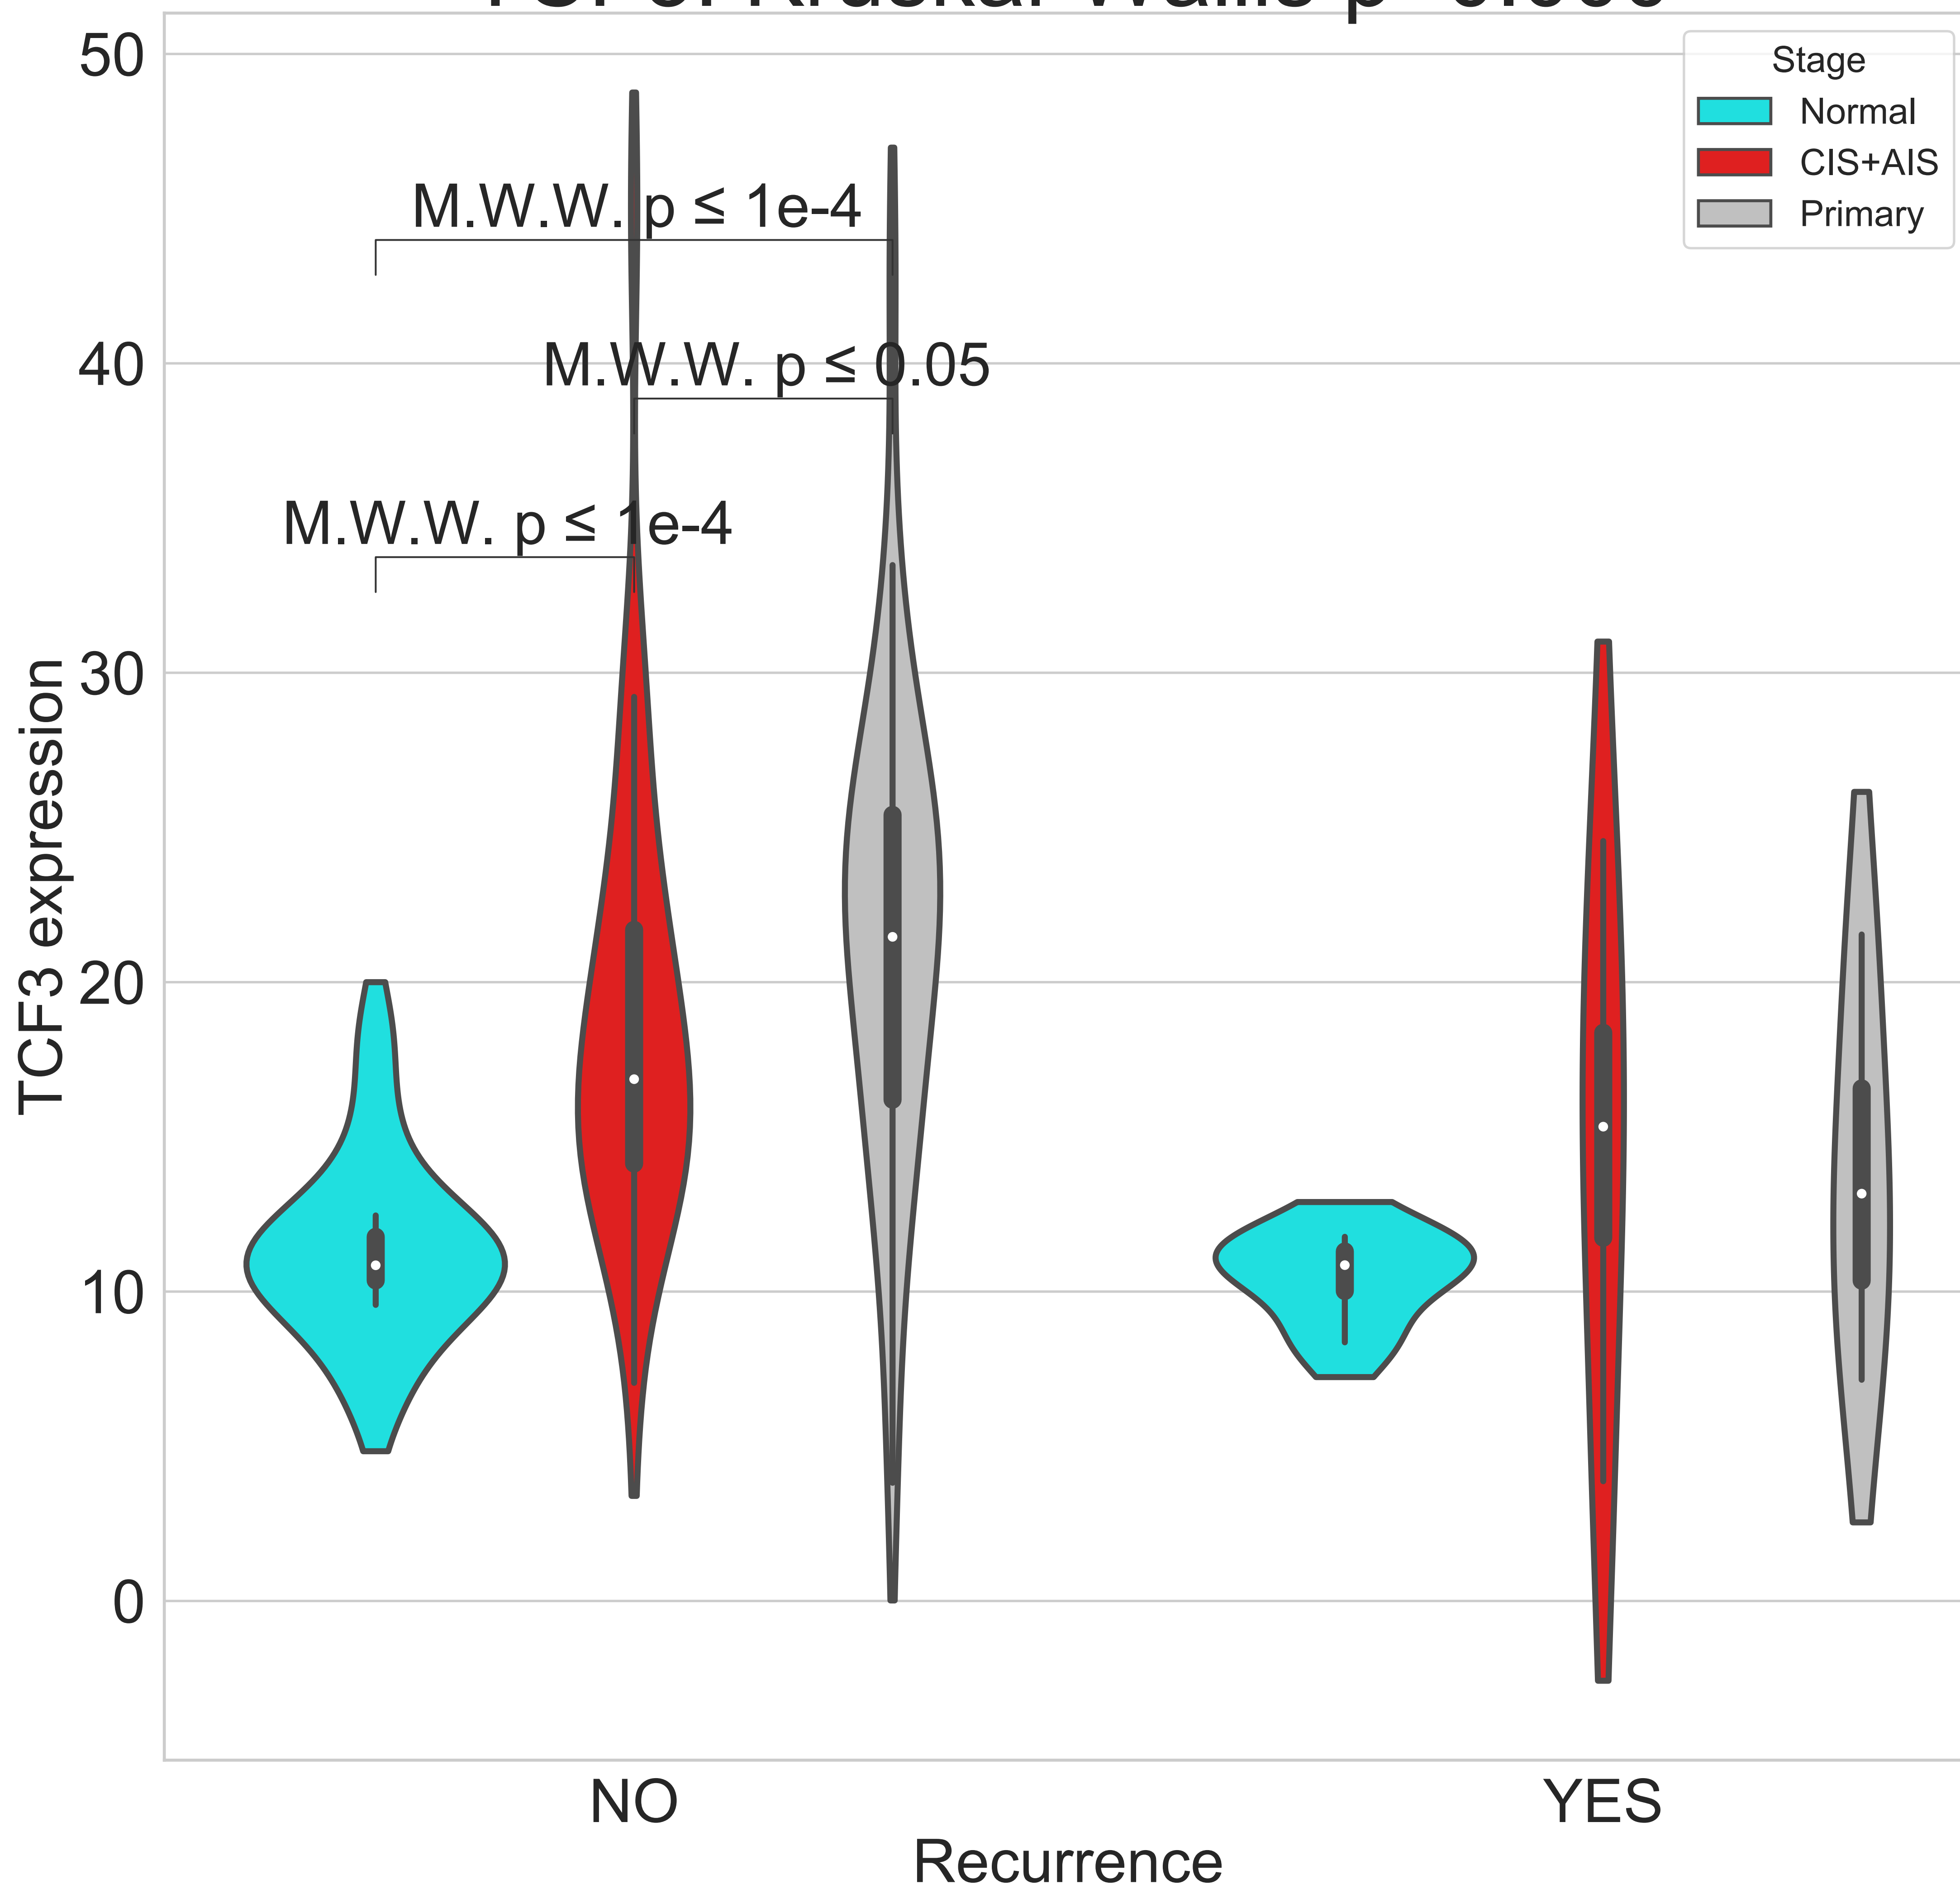 50
Stage
Normal
CIS+AIS
Primary
M.W.W. p ≤ 1e-4
40
M.W.W. p ≤ 0.05
M.W.W. p ≤ 1e-4
30
TCF3 expression
20
10
0
NO
YES
Recurrence